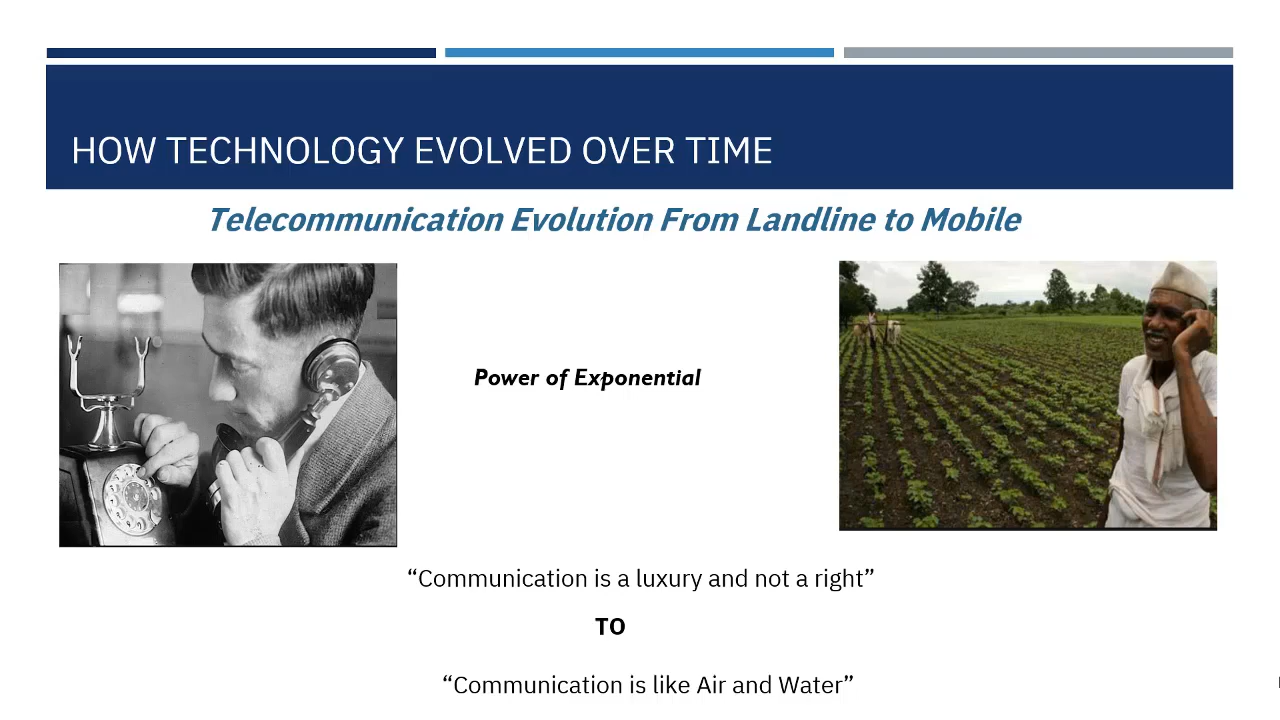 HOW TECHNOLOGY EVOLVED OVER TIME
Telecommunication Evolution From Landline to Mobile
Power of Exponential
“Communication is a luxury and not a right”
TO
“Communication is like Air and Water”